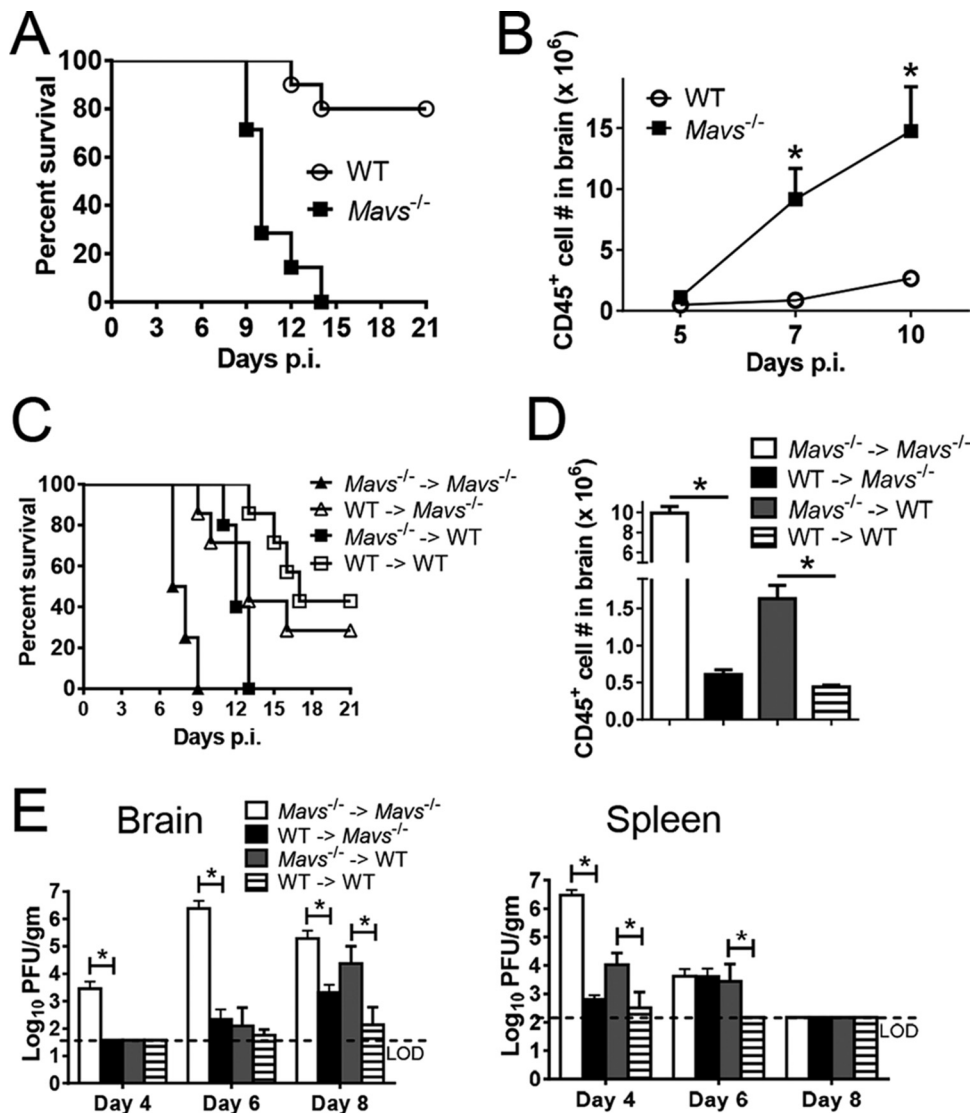 A
Percent survival
100
80
60
40
20
0
WT
Mavs-/-
0 3 6 9 12 15 18 21
Days p.i.
B
CD45+ cell # in brain (x 10^6)
WT
Mavs-/-
*
*
15
10
5
0
5 7 10
Days p.i.
C
Percent survival
100
80
60
40
20
0
Mavs-/- -> Mavs-/-
WT -> Mavs-/-
Mavs-/- -> WT
WT -> WT
0 3 6 9 12 15 18 21
Days p.i.
D
CD45+ cell # in brain (x 10^6)
Mavs-/- -> Mavs-/-
WT -> Mavs-/-
Mavs-/- -> WT
WT -> WT
*
*
10
8
1.5
1.0
0.5
0.0
E
Brain
Mavs-/- -> Mavs-/-
WT -> Mavs-/-
Mavs-/- -> WT
WT -> WT
Log10 PFU/gm
7
6
5
4
3
2
1
0
*
*
*
*
LOD
Day 4 Day 6 Day 8
Spleen
Log10 PFU/gm
7
6
5
4
3
2
1
0
*
*
*
LOD
Day 4 Day 6 Day 8